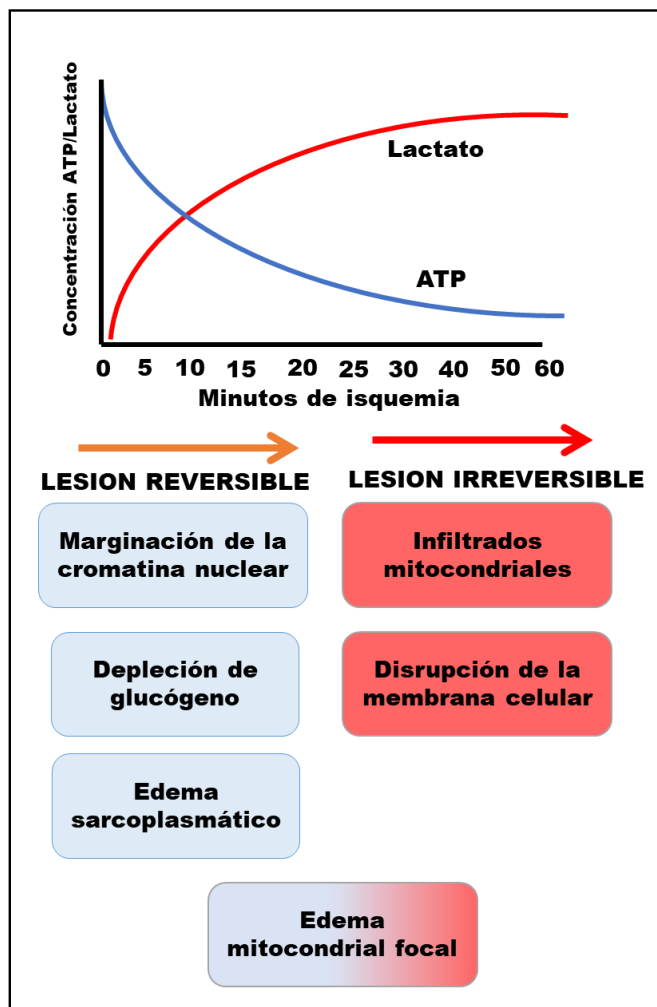 Concentración ATP/Lactato
Lactato
ATP
0 5 10 15 20 25 30 40 50 60
Minutos de isquemia
LESION REVERSIBLE
LESION IRREVERSIBLE
Marginación de la
cromatina nuclear
Infiltrados
mitocondriales
Depleción de
glucógeno
Disrupción de la
membrana celular
Edema
sarcoplasmático
Edema
mitocondrial focal